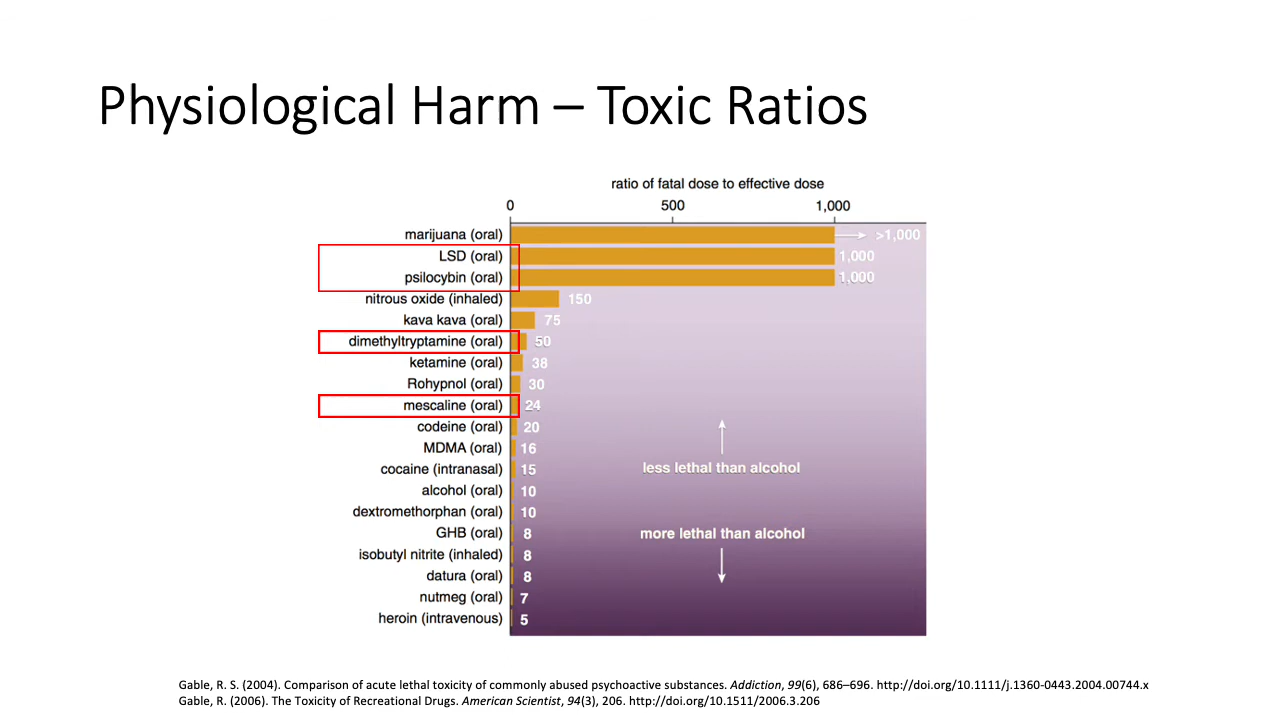 Physiological Harm – Toxic Ratios
ratio of fatal dose to effective dose
0 500 1,000
marijuana (oral) >1,000
LSD (oral) 1,000
psilocybin (oral) 1,000
nitrous oxide (inhaled) 150
kava kava (oral) 75
dimethyltryptamine (oral) 50
ketamine (oral) 38
Rohypnol (oral) 30
mescaline (oral) 24
codeine (oral) 20
MDMA (oral) 16
cocaine (intranasal) 15
less lethal than alcohol
alcohol (oral) 10
dextromethorphan (oral) 10
GHB (oral) 8
more lethal than alcohol
isobutyl nitrite (inhaled) 8
datura (oral) 8
nutmeg (oral) 7
heroin (intravenous) 5
Gable, R. S. (2004). Comparison of acute lethal toxicity of commonly abused psychoactive substances. Addiction, 99(6), 686–696. http://doi.org/10.1111/j.1360-0443.2004.00744.x
Gable, R. (2006). The Toxicity of Recreational Drugs. American Scientist, 94(3), 206. http://doi.org/10.1511/2006.3.206